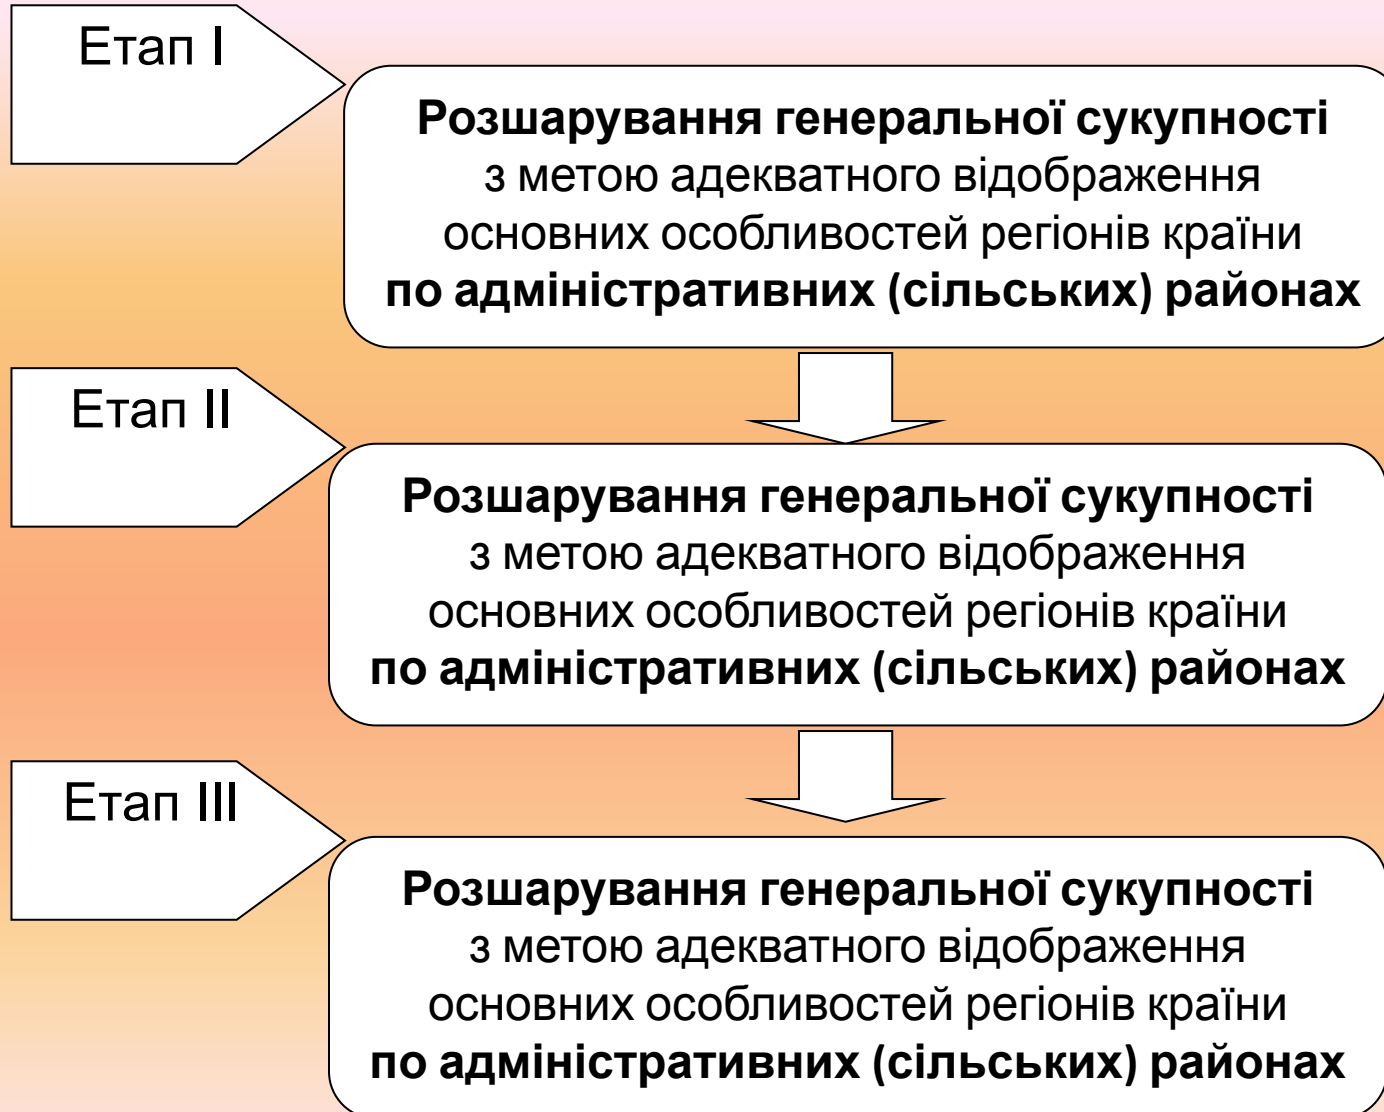 Етап I
Розшарування генеральної сукупності
з метою адекватного відображення
основних особливостей регіонів країни
по адміністративних (сільських) районах
Етап II
Розшарування генеральної сукупності
з метою адекватного відображення
основних особливостей регіонів країни
по адміністративних (сільських) районах
Етап III
Розшарування генеральної сукупності
з метою адекватного відображення
основних особливостей регіонів країни
по адміністративних (сільських) районах